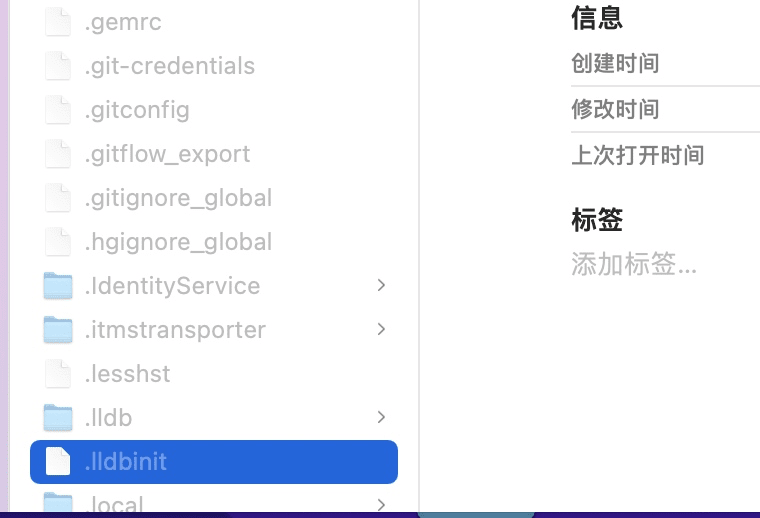 .gemrc
.git-credentials
.gitconfig
.gitflow_export
.gitignore_global
.hgignore_global
.IdentityService
.itmstransporter
.lesshst
.lldb
.lldbinit
.local
信息
创建时间
修改时间
上次打开时间
标签
添加标签...